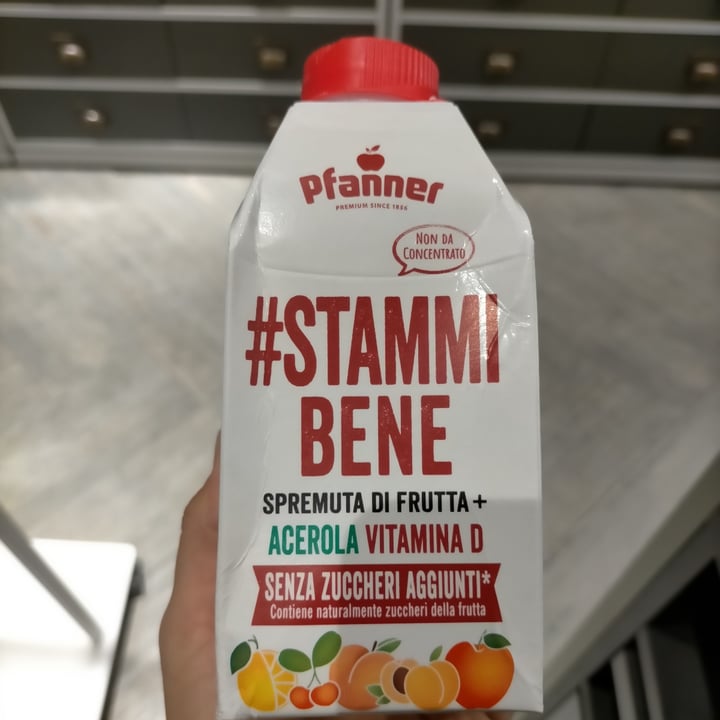 Pfanner
PREMIUM SINCE 1856
NON DA
CONCENTRATO
#STAMMI
BENE
SPREMUTA DI FRUTTA +
ACEROLA VITAMINA D
SENZA ZUCCHERI AGGIUNTI*
Contiene naturalmente zuccheri della frutta